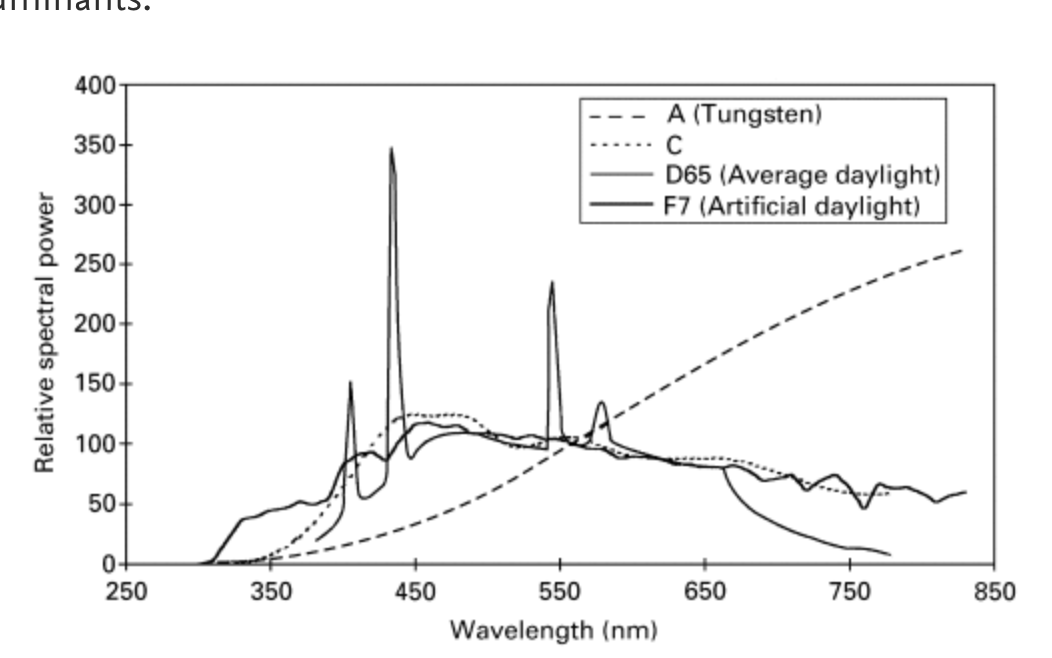 uminants.
400
350
300
250
200
150
100
50
0
250 350 450 550 650 750 850
Relative spectral power
Wavelength (nm)
A (Tungsten)
C
D65 (Average daylight)
F7 (Artificial daylight)